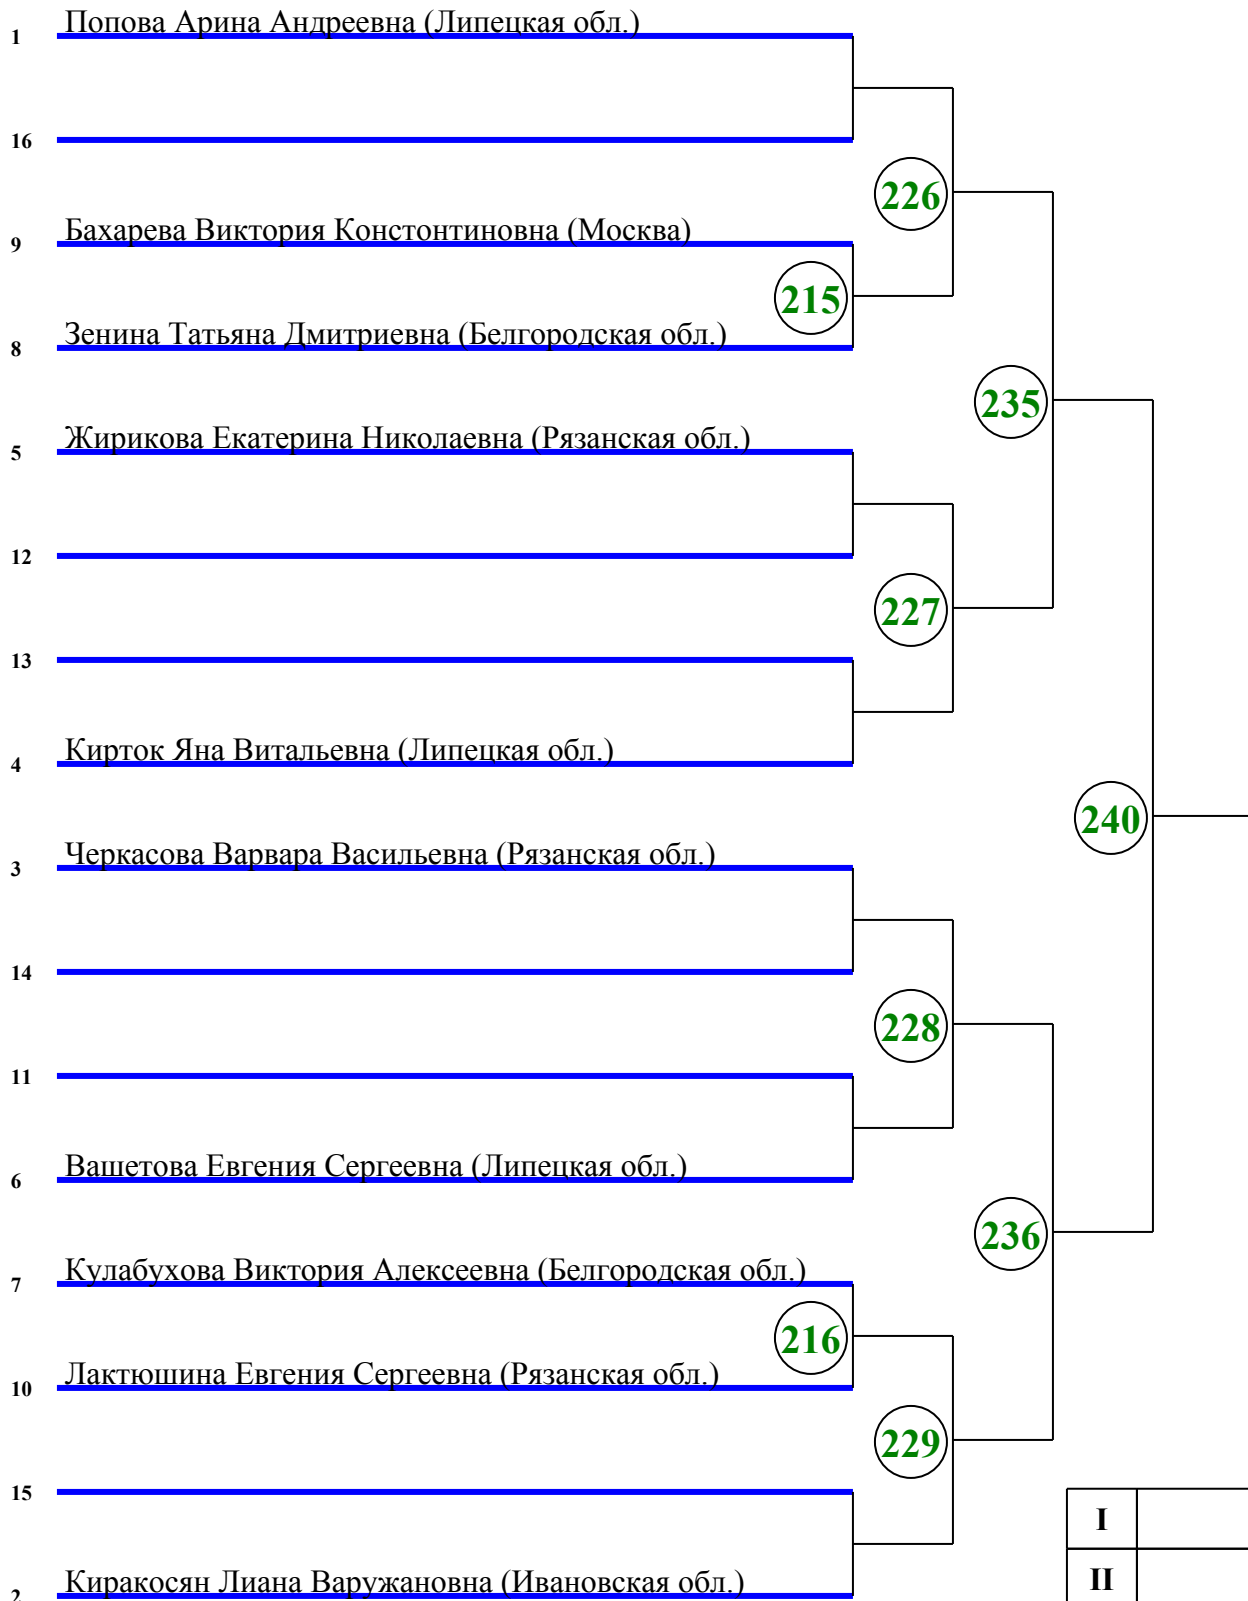 Попова Арина Андреевна (Липецкая обл.)
1
16
226
Бахарева Виктория Констонтиновна (Москва)
9
215
Зенина Татьяна Дмитриевна (Белгородская обл.)
8
235
Жирикова Екатерина Николаевна (Рязанская обл.)
5
12
227
13
Кирток Яна Витальевна (Липецкая обл.)
4
240
Черкасова Варвара Васильевна (Рязанская обл.)
3
14
228
11
Вашетова Евгения Сергеевна (Липецкая обл.)
6
236
Кулабухова Виктория Алексеевна (Белгородская обл.)
7
216
Лактюшина Евгения Сергеевна (Рязанская обл.)
10
229
15
I
Киракосян Лиана Варужановна (Ивановская обл.)
2
II